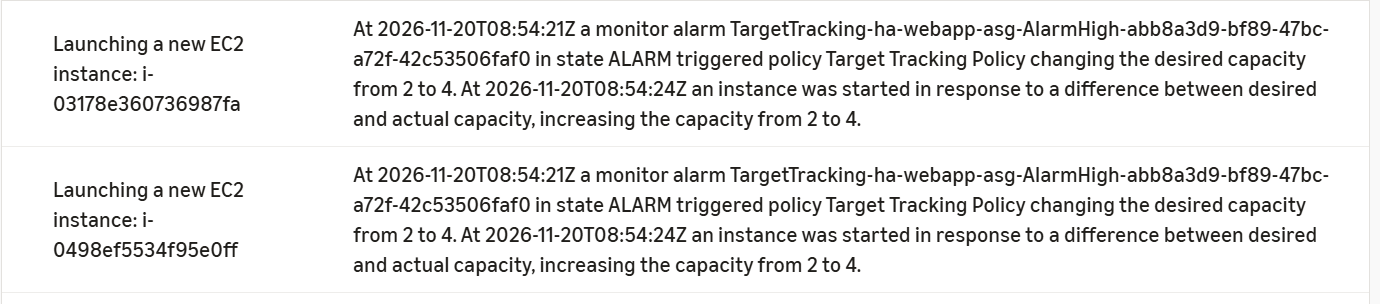 Launching a new EC2
instance: i-
03178e360736987fa
At 2026-11-20T08:54:21Z a monitor alarm TargetTracking-ha-webapp-asg-AlarmHigh-abb8a3d9-bf89-47bc-
a72f-42c53506faf0 in state ALARM triggered policy Target Tracking Policy changing the desired capacity
from 2 to 4. At 2026-11-20T08:54:24Z an instance was started in response to a difference between desired
and actual capacity, increasing the capacity from 2 to 4.
Launching a new EC2
instance: i-
0498ef5534f95e0ff
At 2026-11-20T08:54:21Z a monitor alarm TargetTracking-ha-webapp-asg-AlarmHigh-abb8a3d9-bf89-47bc-
a72f-42c53506faf0 in state ALARM triggered policy Target Tracking Policy changing the desired capacity
from 2 to 4. At 2026-11-20T08:54:24Z an instance was started in response to a difference between desired
and actual capacity, increasing the capacity from 2 to 4.